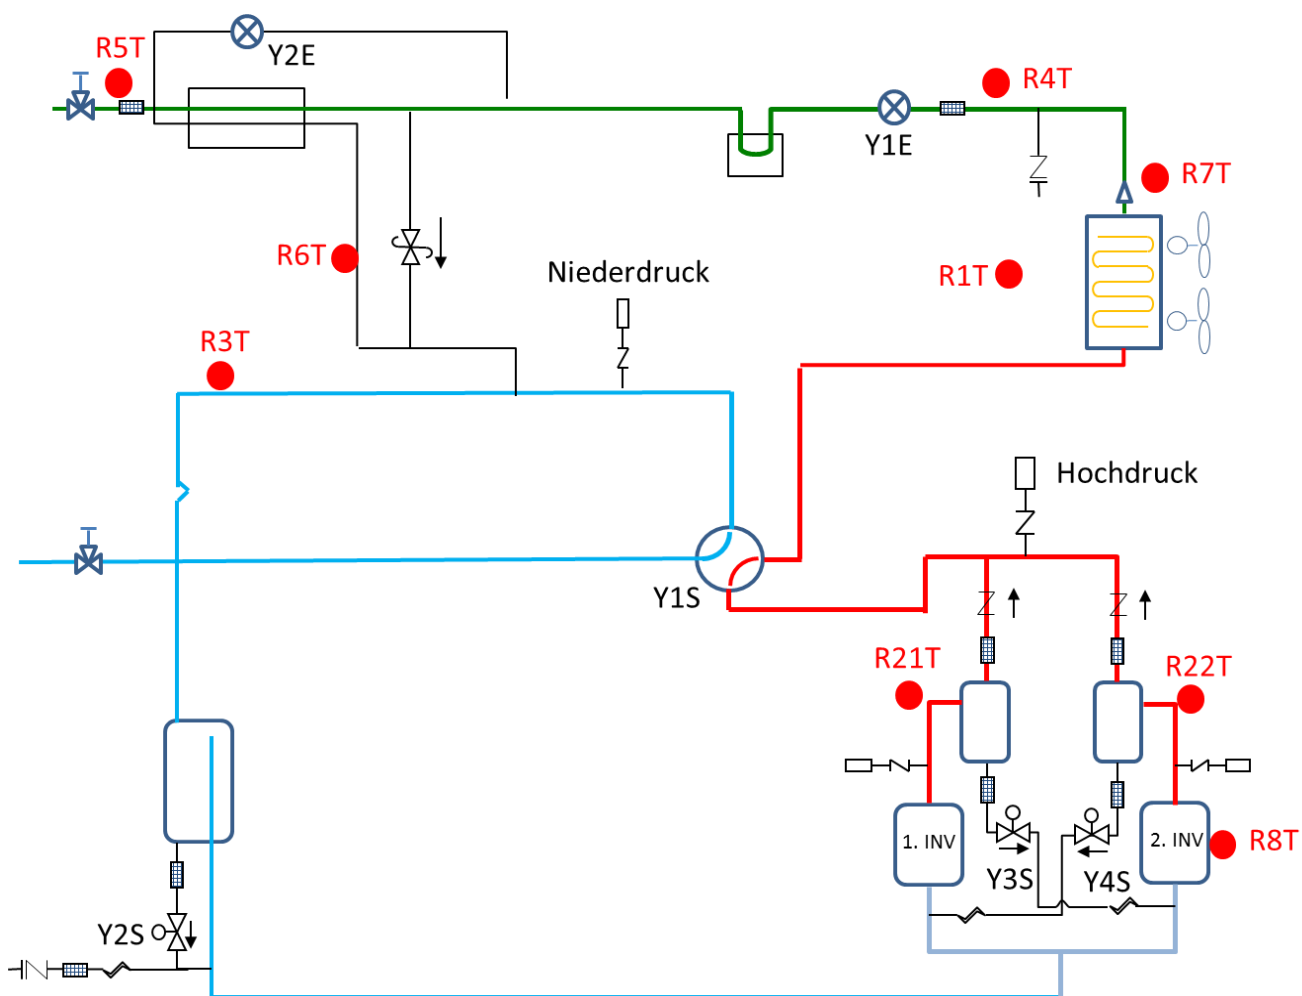 R5T
Y2E
R4T
Y1E
R7T
R6T
Niederdruck
R1T
R3T
Hochdruck
Y1S
R21T
R22T
1. INV
2. INV
R8T
Y3S
Y4S
Y2S